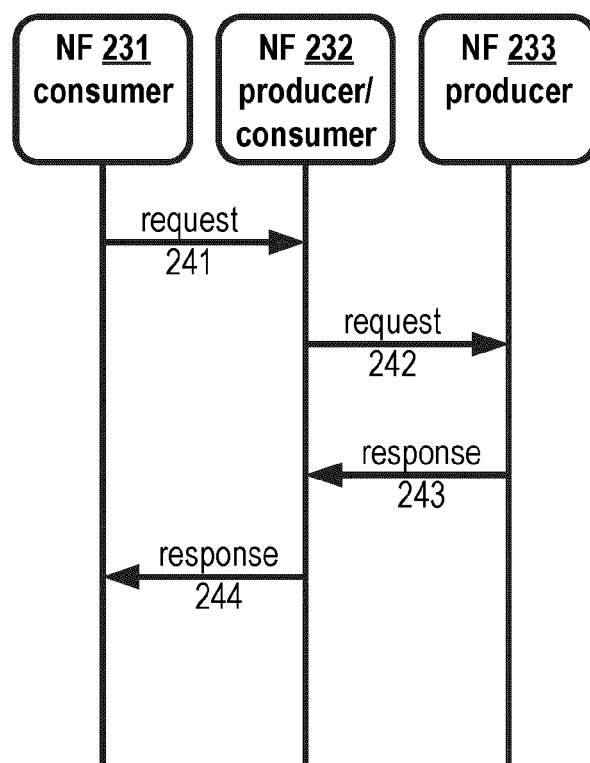 NF 231
consumer
NF 232
producer/
consumer
NF 233
producer
request
241
request
242
response
243
response
244